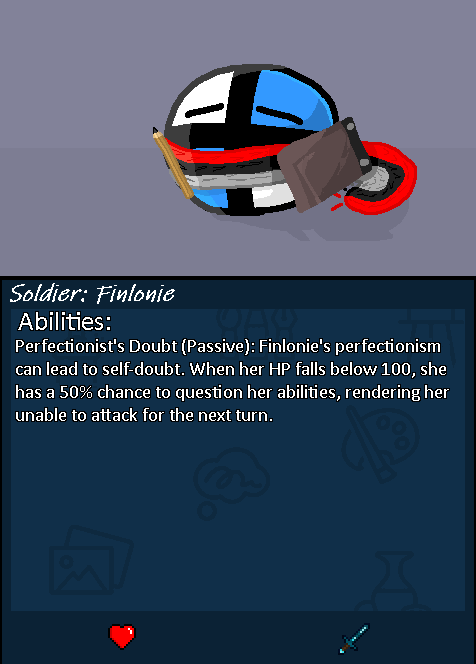 Soldier: Finlonie
Abilities:
Perfectionist's Doubt (Passive): Finlonie's perfectionism
can lead to self-doubt. When her HP falls below 100, she
has a 50% chance to question her abilities, rendering her
unable to attack for the next turn.